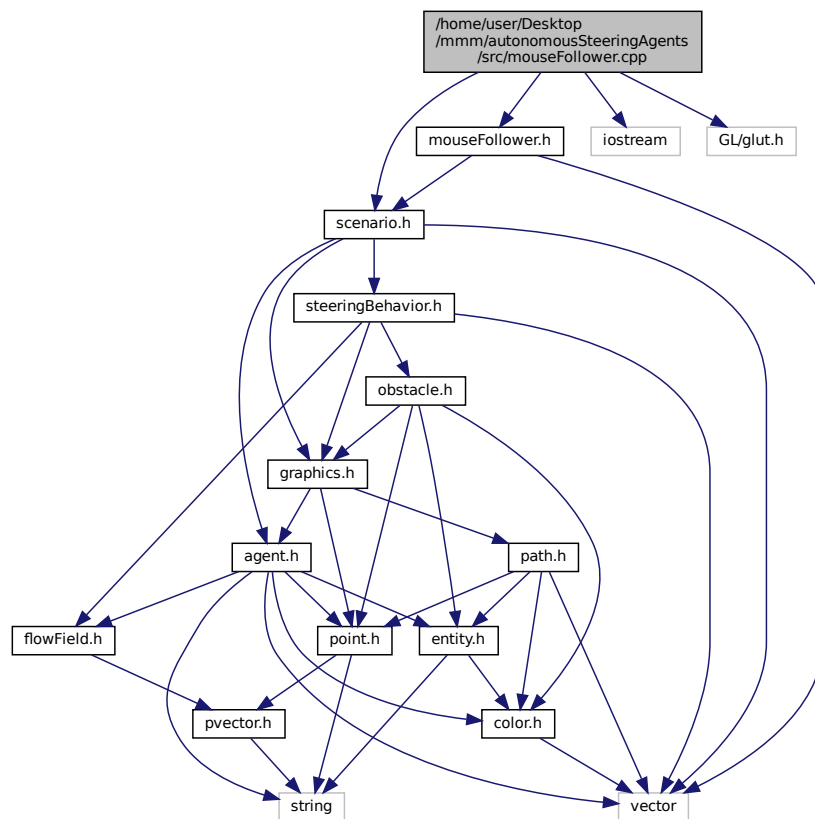 /home/user/Desktop
/mmm/autonomousSteeringAgents
/src/mouseFollower.cpp
mouseFollower.h
iostream
GL/glut.h
scenario.h
steeringBehavior.h
obstacle.h
graphics.h
agent.h
path.h
flowField.h
point.h
entity.h
pvector.h
color.h
string
vector